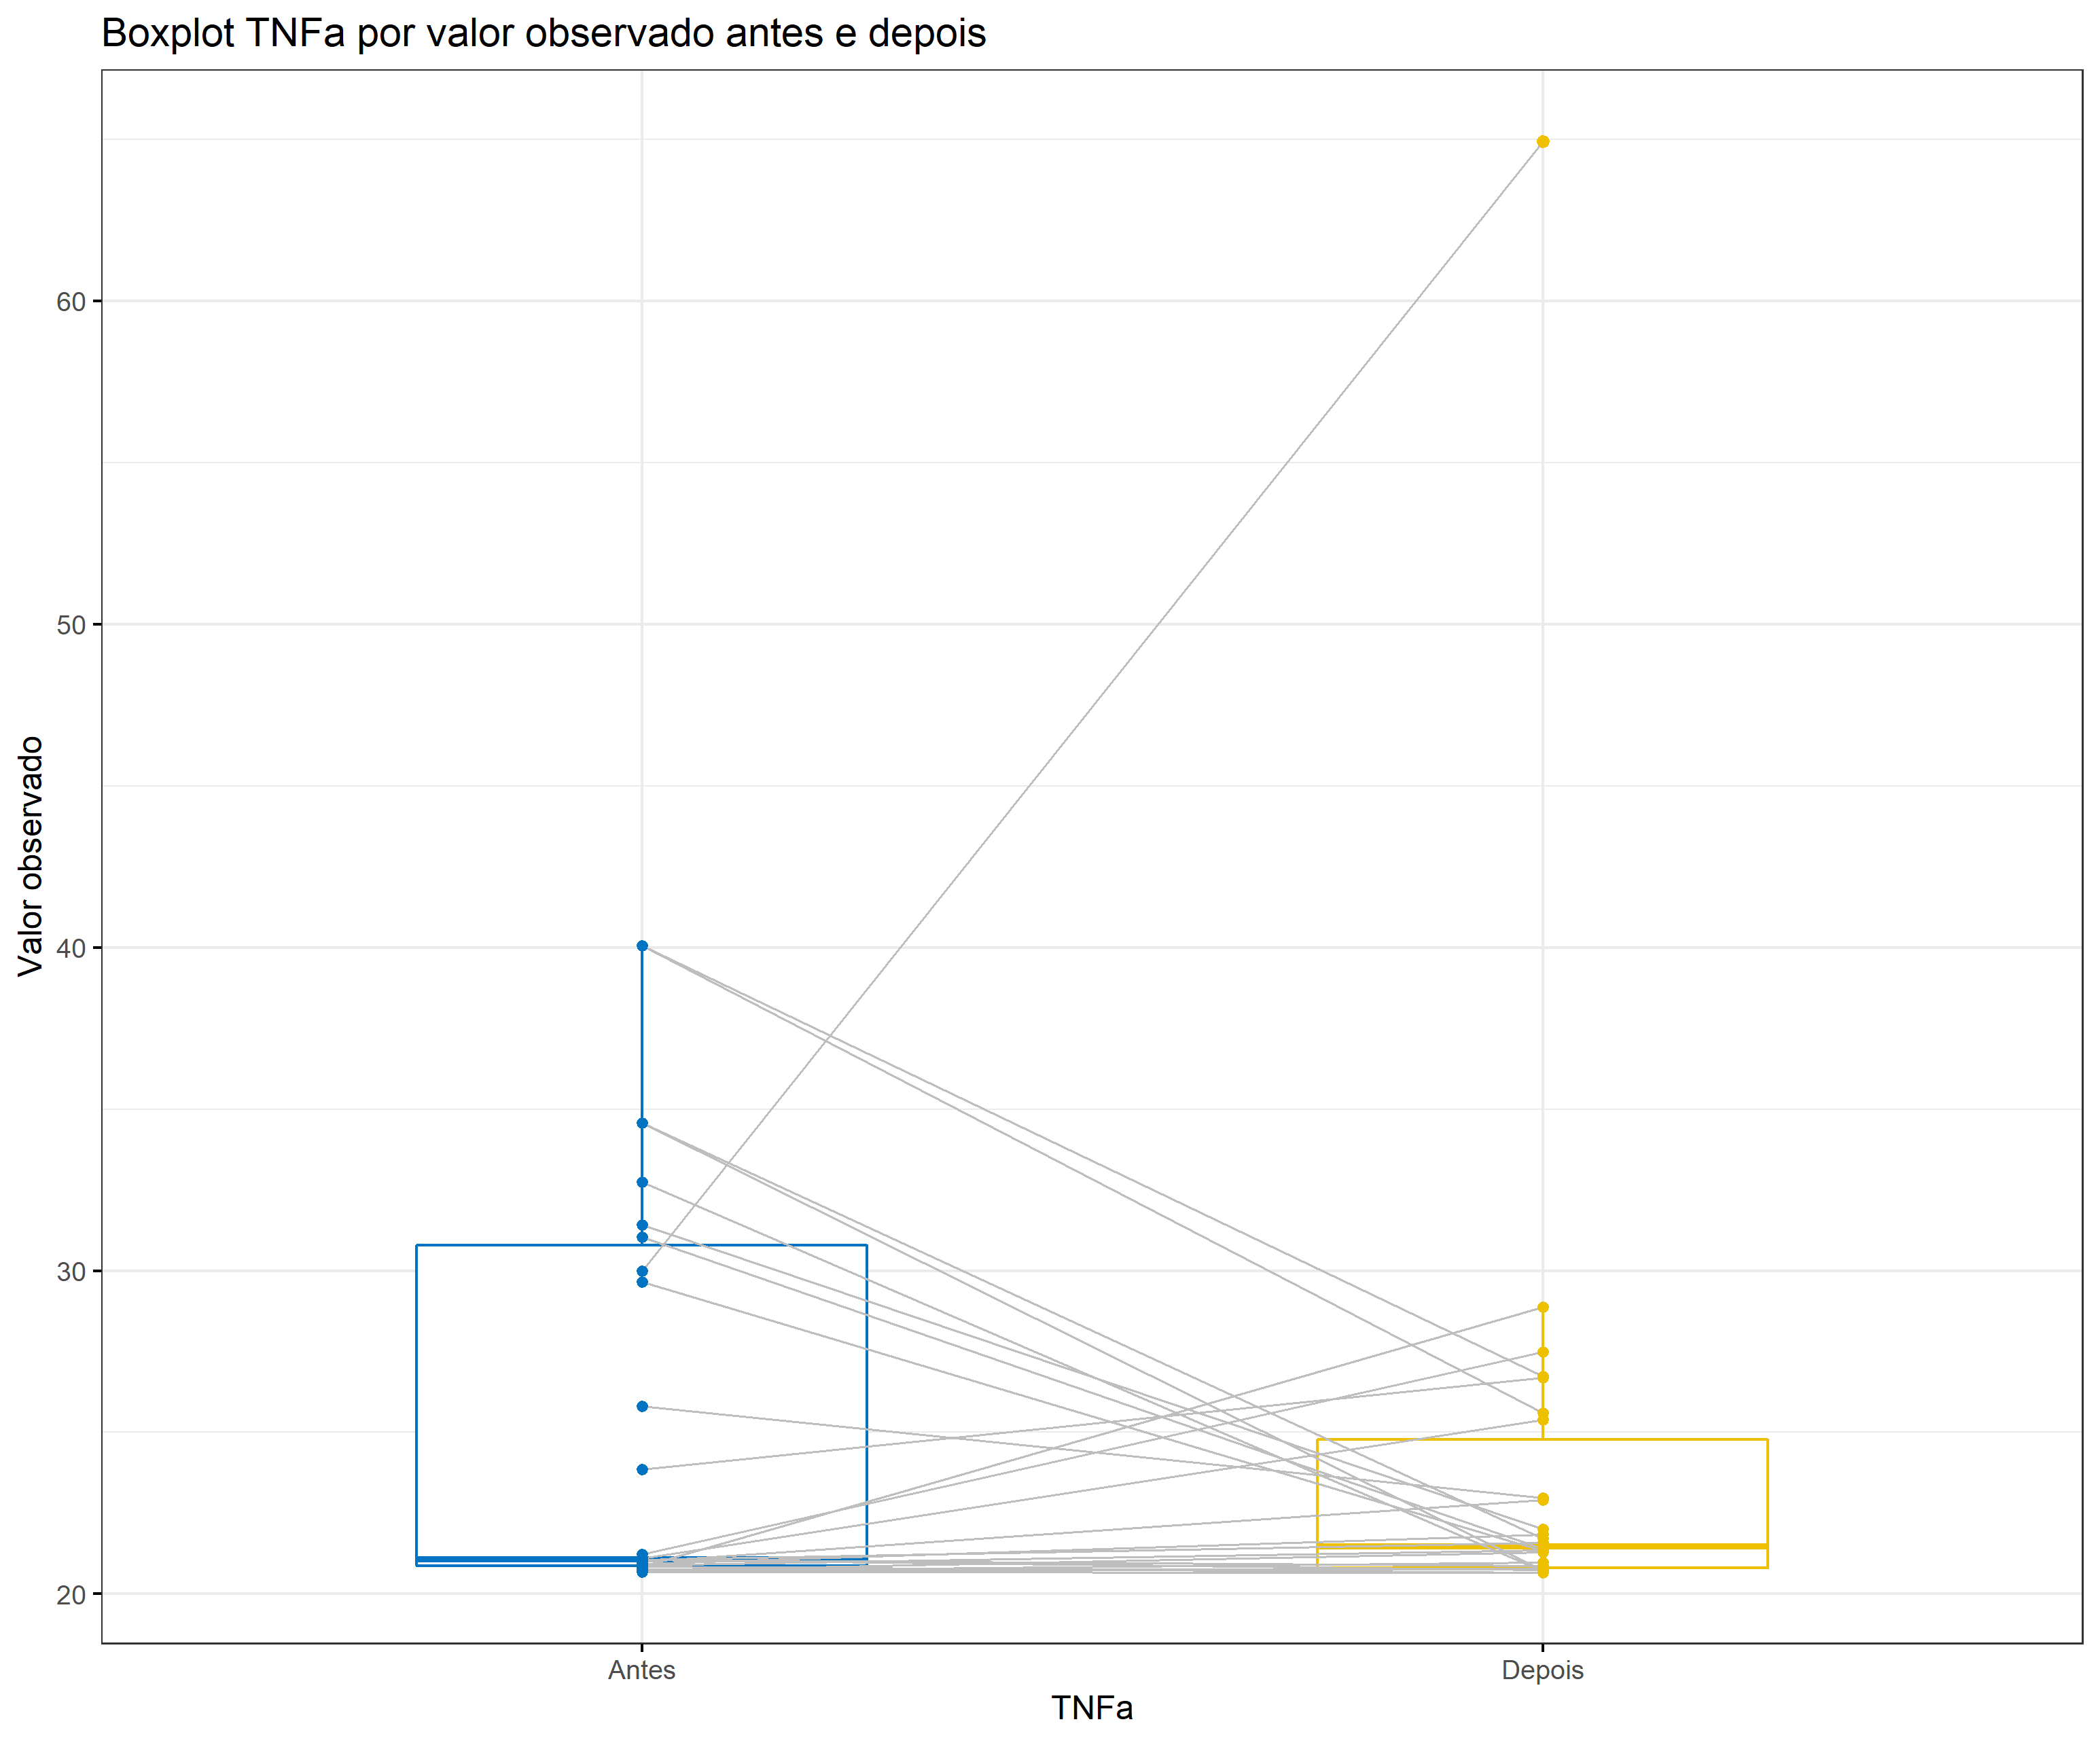 Boxplot TNFa por valor observado antes e depois
Valor observado
60
50
40
30
20
Antes
Depois
TNFa